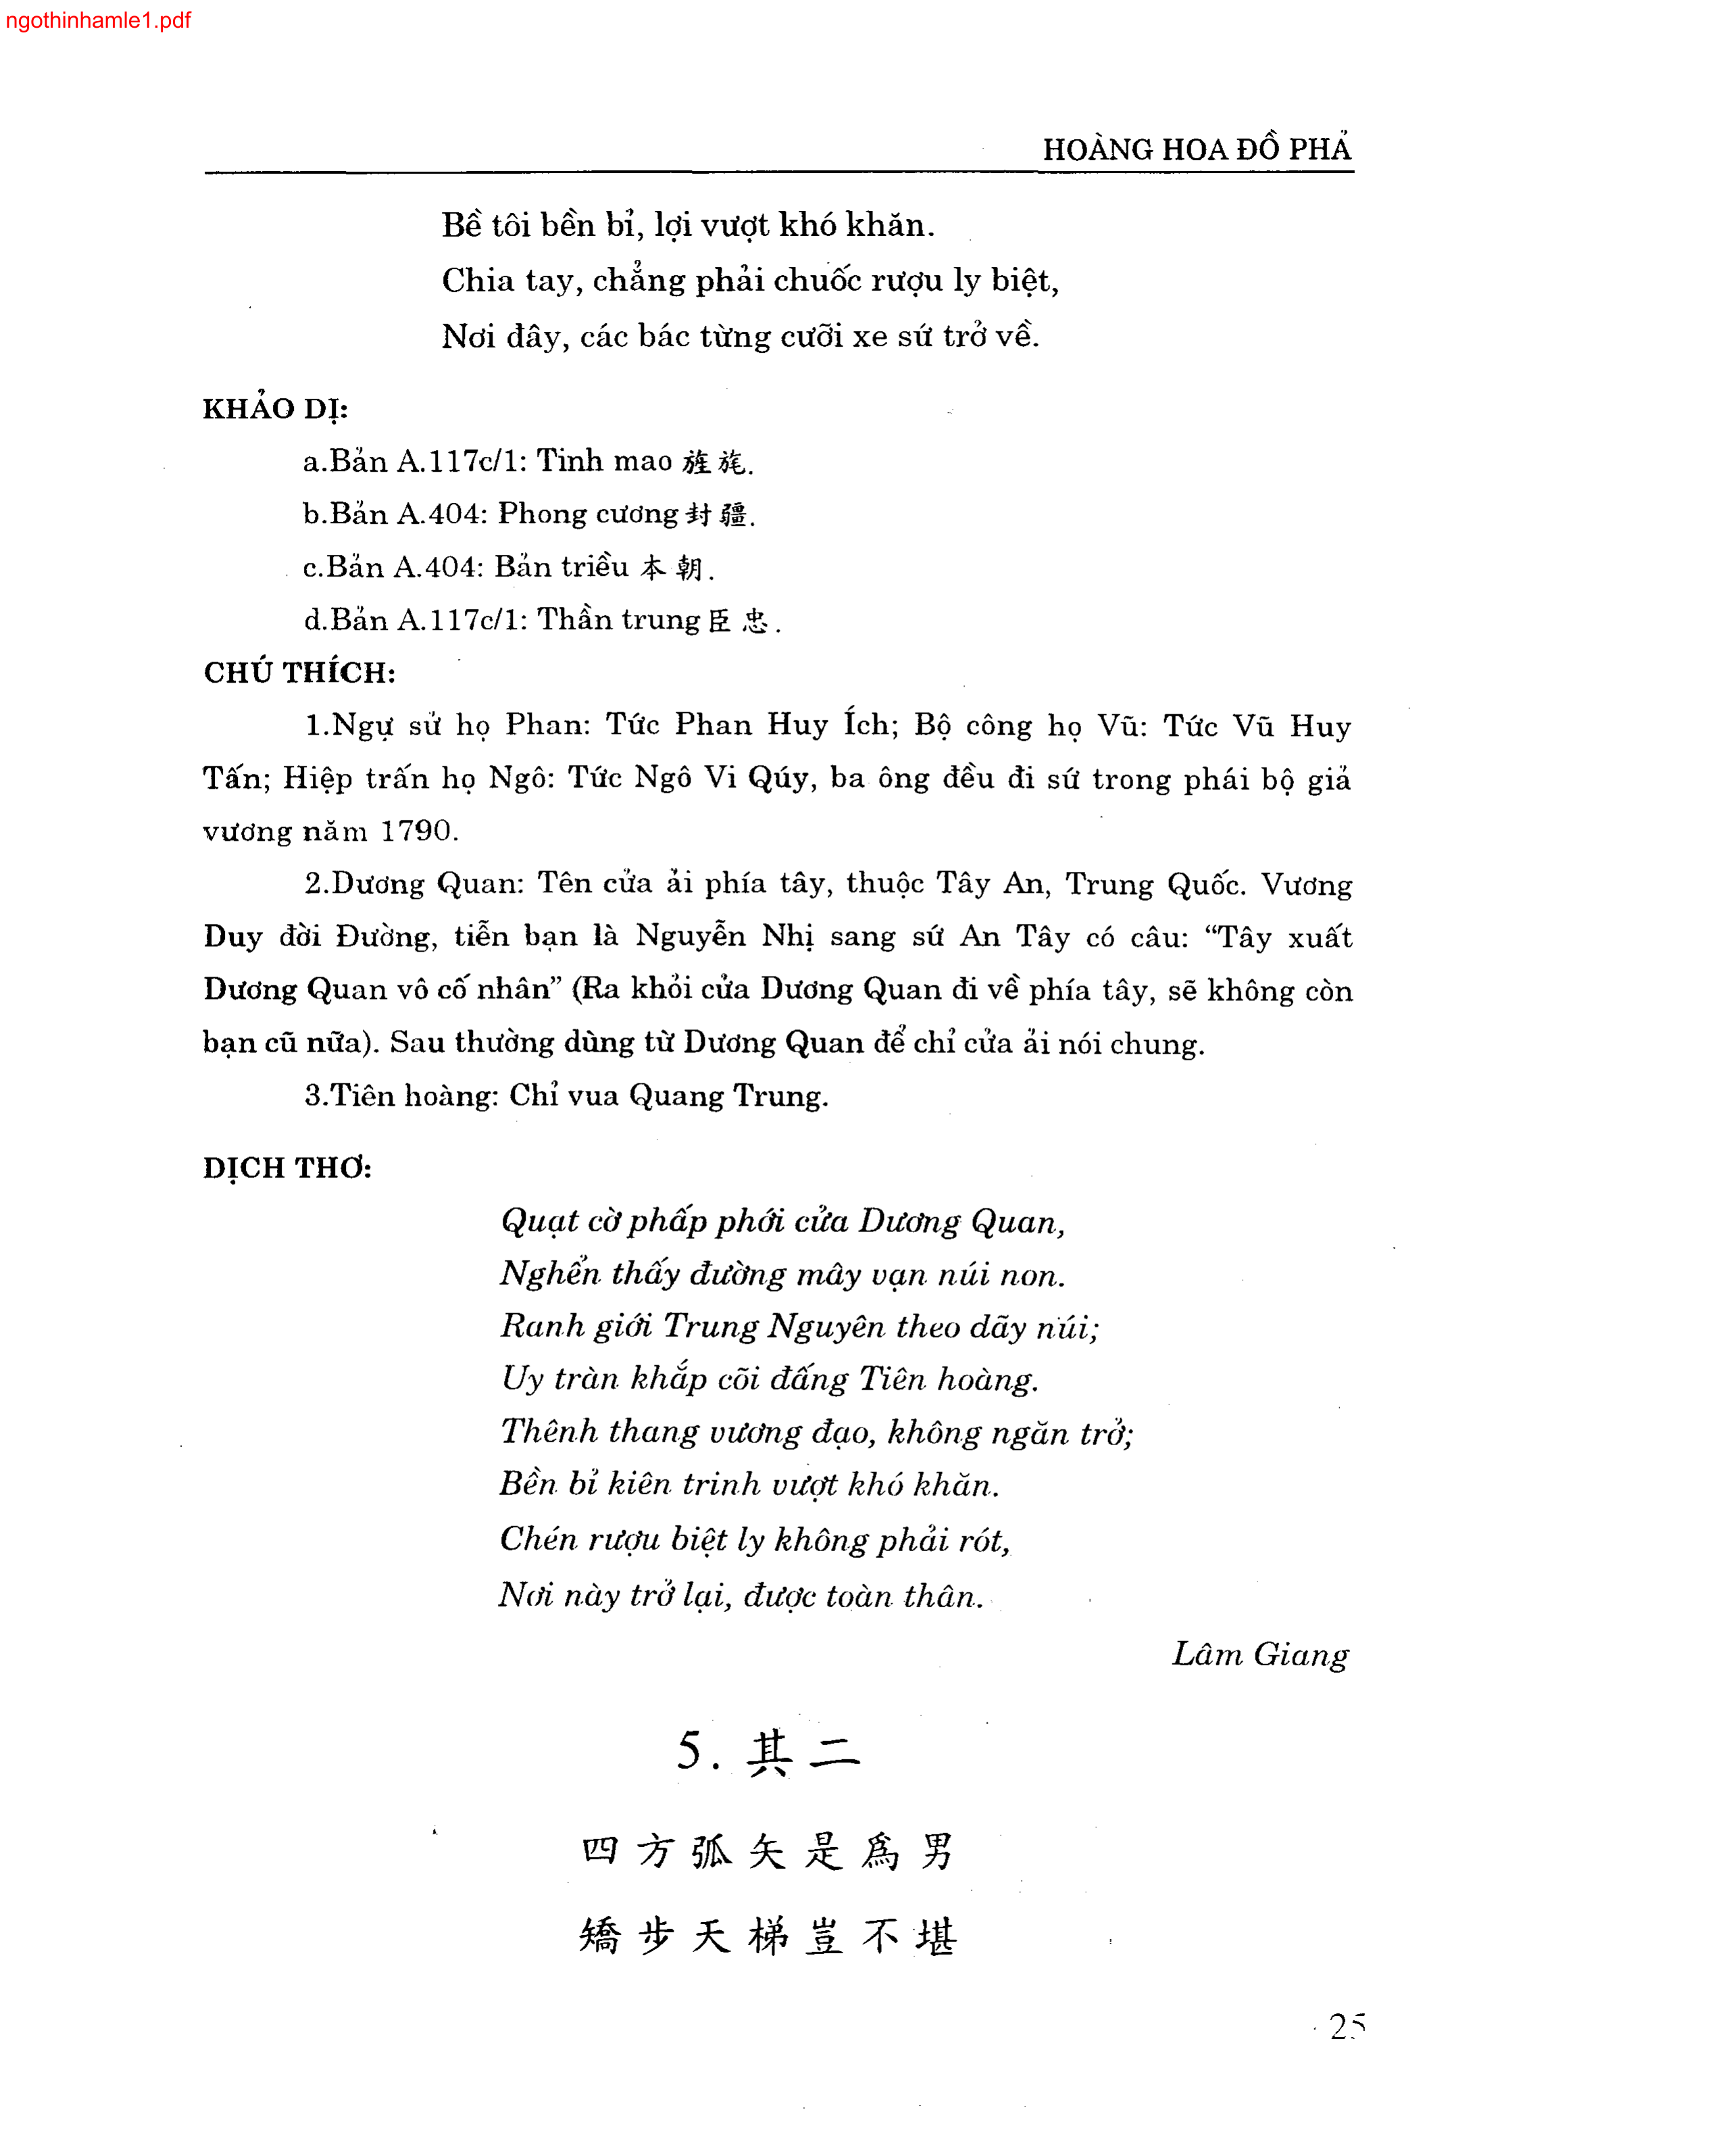 ngothinhamle1.pdf
HOÀNG HOA ĐỒ PHẢ
Bề tôi bền bỉ, lợi vượt khó khăn.
Chia tay, chẳng phải chuốc rượu ly biệt,
Nơi đây, các bác từng cưỡi xe sứ trở về.
KHẢO DỊ:
a.Bản A.117c/1: Tinh mao 旌旄.
b.Bản A.404: Phong cương 封疆.
c.Bản A.404: Bản triều 本朝.
d.Bản A.117c/1: Thần trung 臣忠.
CHÚ THÍCH:
1.Ngự sử họ Phan: Tức Phan Huy Ích; Bộ công họ Vũ: Tức Vũ Huy
Tấn; Hiệp trấn họ Ngô: Tức Ngô Vi Qúy, ba ông đều đi sứ trong phái bộ giả
vương năm 1790.
2.Dương Quan: Tên cửa ải phía tây, thuộc Tây An, Trung Quốc. Vương
Duy đời Đường, tiễn bạn là Nguyễn Nhị sang sứ An Tây có câu: “Tây xuất
Dương Quan vô cố nhân” (Ra khỏi cửa Dương Quan đi về phía tây, sẽ không còn
bạn cũ nữa). Sau thường dùng từ Dương Quan để chỉ cửa ải nói chung.
3.Tiên hoàng: Chỉ vua Quang Trung.
DỊCH THƠ:
Quạt cờ phấp phới cửa Dương Quan,
Nghển thấy đường mây vạn núi non.
Ranh giới Trung Nguyên theo dãy núi;
Uy tràn khắp cõi đấng Tiên hoàng.
Thênh thang vương đạo, không ngăn trở;
Bền bỉ kiên trinh vượt khó khăn.
Chén rượu biệt ly không phải rót,
Nơi này trở lại, được toàn thân.
Lâm Giang
5. 其二
四方弧矢是為男
矯步天梯豈不堪
25